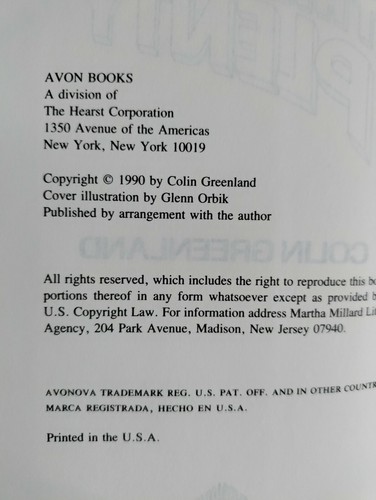 PLENTY
AVON BOOKS
A division of
The Hearst Corporation
1350 Avenue of the Americas
New York, New York 10019
Copyright © 1990 by Colin Greenland
Cover illustration by Glenn Orbik
Published by arrangement with the author
COLIN GREENLAND
All rights reserved, which includes the right to reproduce this
portions thereof in any form whatsoever except as provided
U.S. Copyright Law. For information address Martha Millard
Agency, 204 Park Avenue, Madison, New Jersey 07940.
AVONOVA TRADEMARK REG. U.S. PAT. OFF. AND IN OTHER
MARCA REGISTRADA, HECHO EN U.S.A.
Printed in the U.S.A.